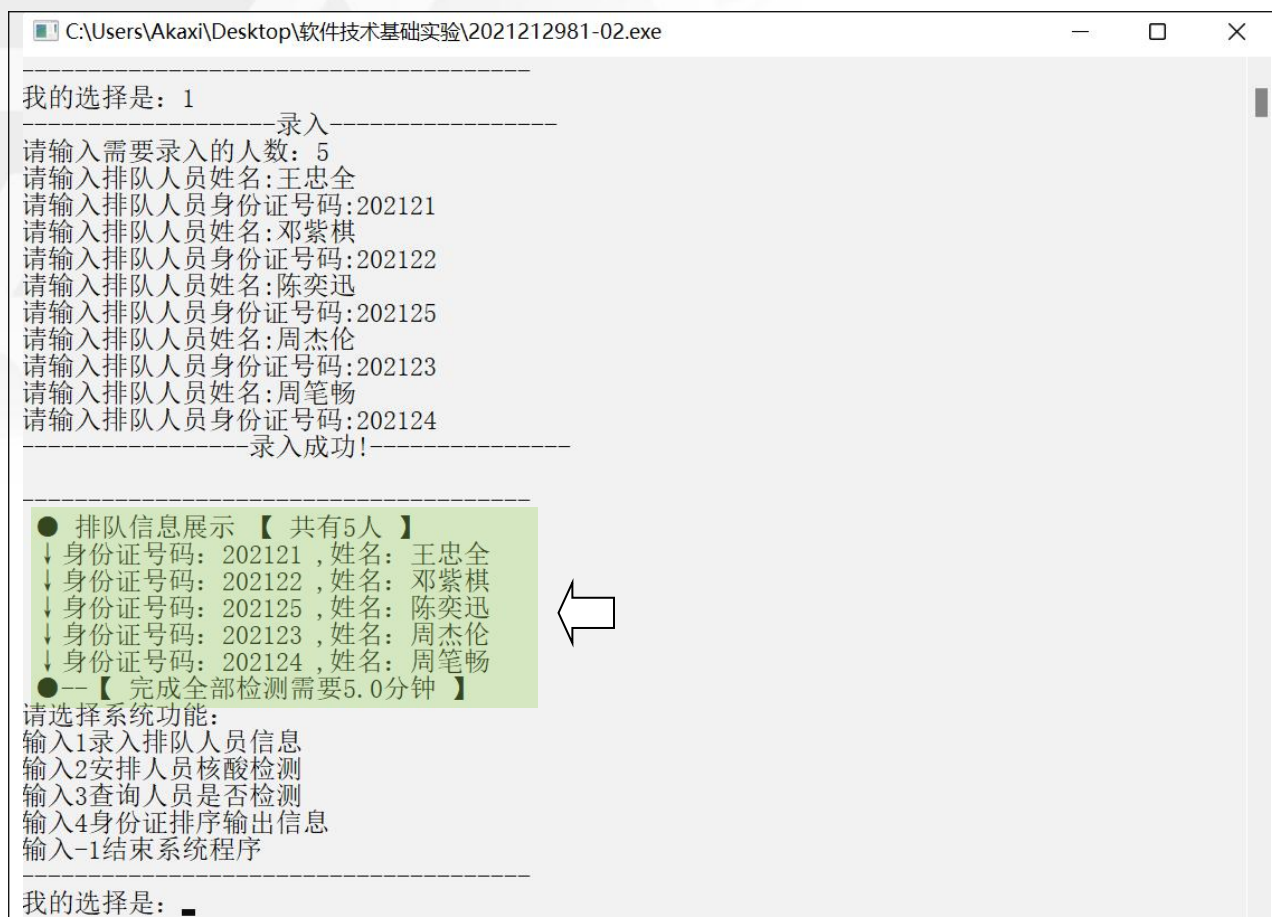 C:\Users\Akaxi\Desktop\软件技术基础实验\2021212981-02.exe
---------------------------------------
我的选择是：1
-------------------录入-----------------
请输入需要录入的人数：5
请输入排队人员姓名:王忠全
请输入排队人员身份证号码:202121
请输入排队人员姓名:邓紫棋
请输入排队人员身份证号码:202122
请输入排队人员姓名:陈奕迅
请输入排队人员身份证号码:202125
请输入排队人员姓名:周杰伦
请输入排队人员身份证号码:202123
请输入排队人员姓名:周笔畅
请输入排队人员身份证号码:202124
-----------------录入成功!---------------
---------------------------------------
● 排队信息展示 【 共有5人 】
↓身份证号码：202121 ,姓名：王忠全
↓身份证号码：202122 ,姓名：邓紫棋
↓身份证号码：202125 ,姓名：陈奕迅
↓身份证号码：202123 ,姓名：周杰伦
↓身份证号码：202124 ,姓名：周笔畅
●--【 完成全部检测需要5.0分钟 】
请选择系统功能：
输入1录入排队人员信息
输入2安排人员核酸检测
输入3查询人员是否检测
输入4身份证排序输出信息
输入-1结束系统程序
---------------------------------------
我的选择是：